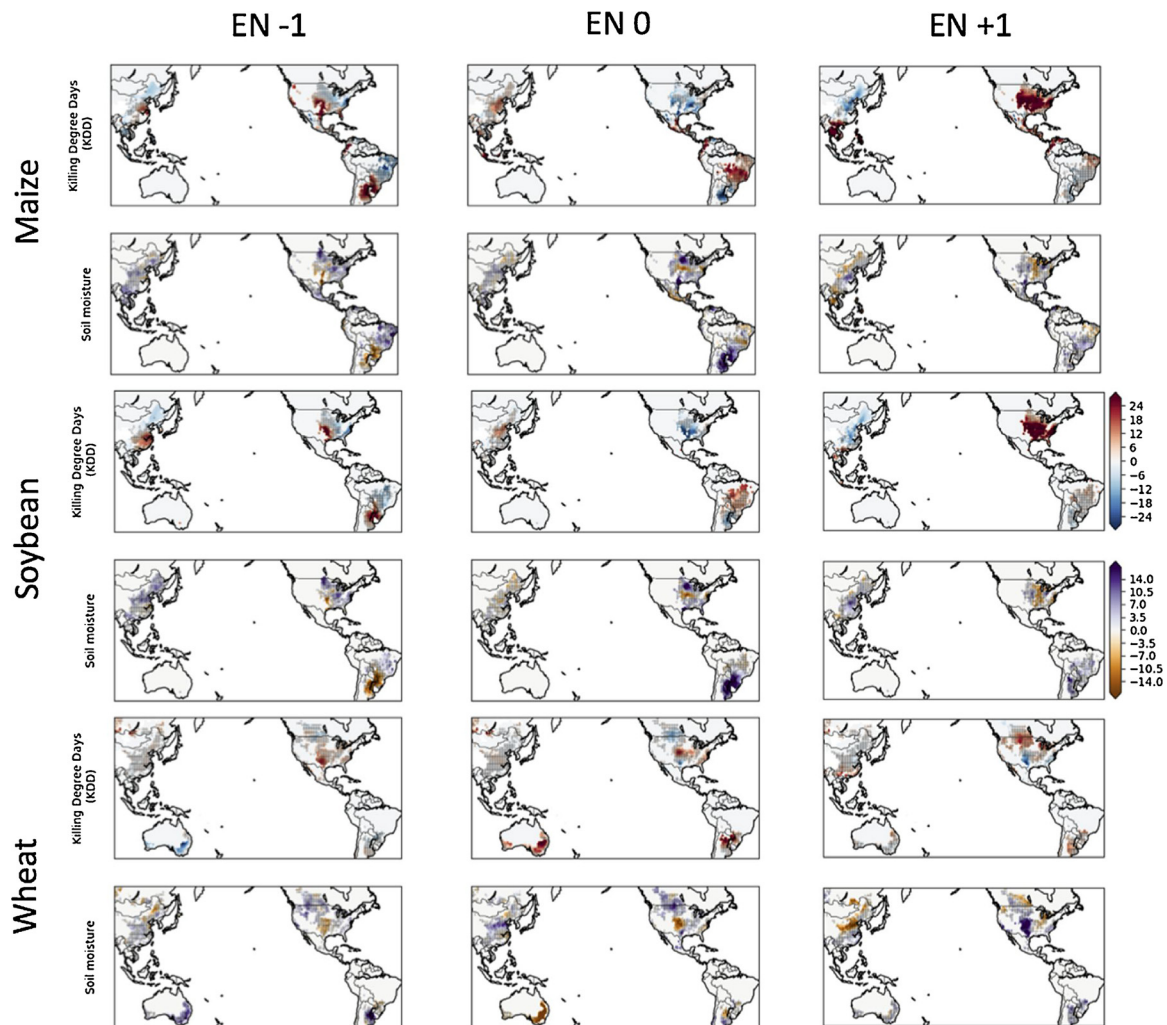 EN -1
EN 0
EN +1
Maize
Killing Degree Days
(KDD)
Soil moisture
Soybean
Killing Degree Days
(KDD)
24
18
12
6
0
−6
−12
−18
−24
Soil moisture
14.0
10.5
7.0
3.5
0.0
−3.5
−7.0
−10.5
−14.0
Wheat
Killing Degree Days
(KDD)
Soil moisture